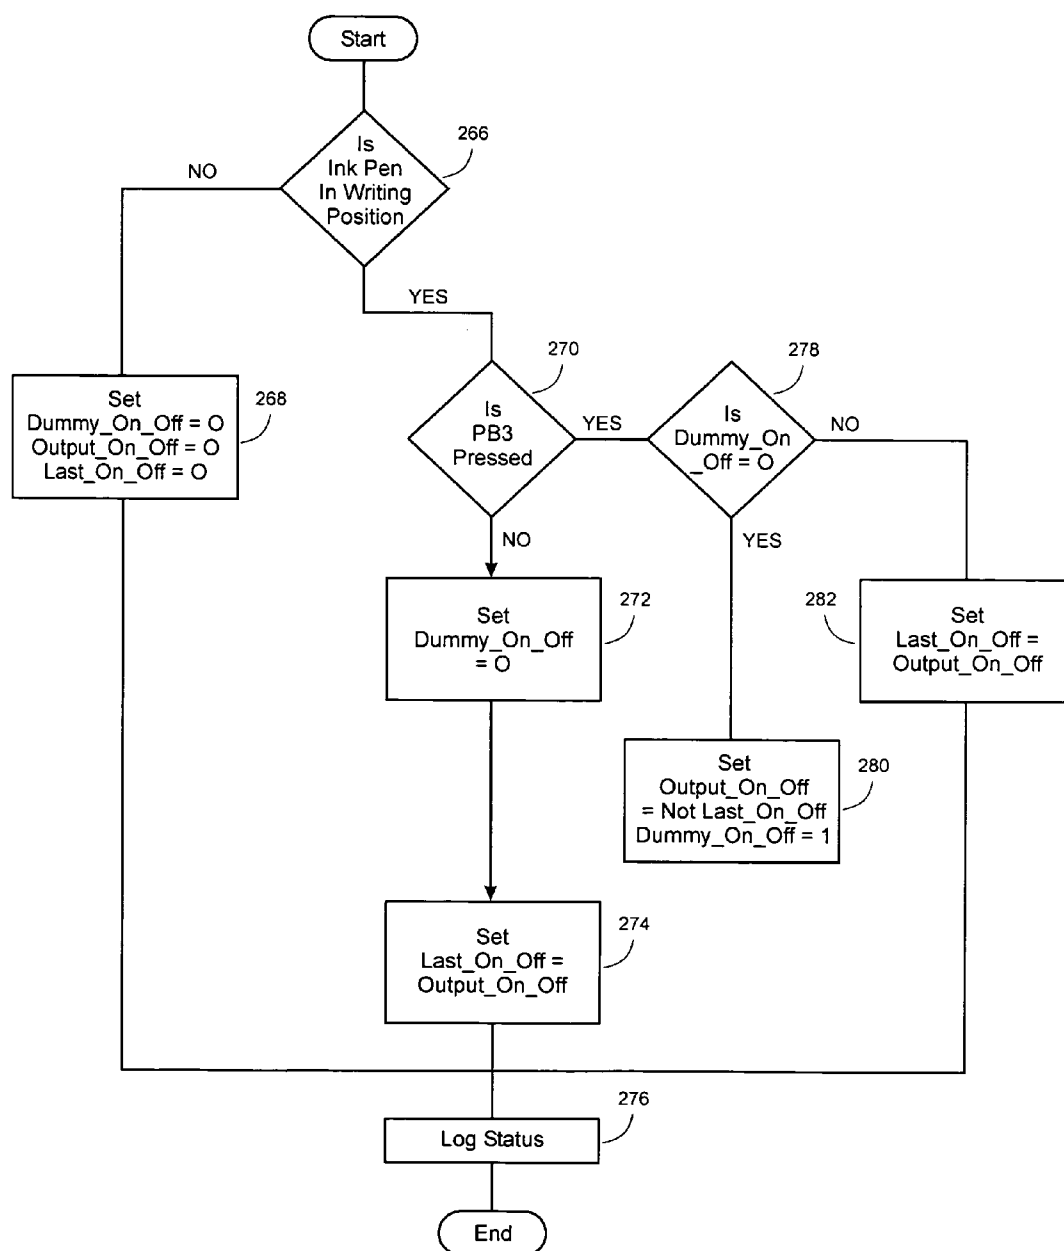 Start
266
Is
Ink Pen
In Writing
Position
NO
YES
270
278
Set
Dummy_On_Off = O
Output_On_Off = O
Last_On_Off = O
268
Is
PB3
Pressed
YES
Is
Dummy_On
_Off = O
NO
NO
YES
272
Set
Dummy_On_Off
= O
282
Set
Last_On_Off =
Output_On_Off
Set
Output_On_Off
= Not Last_On_Off
Dummy_On_Off = 1
280
274
Set
Last_On_Off =
Output_On_Off
276
Log Status
End